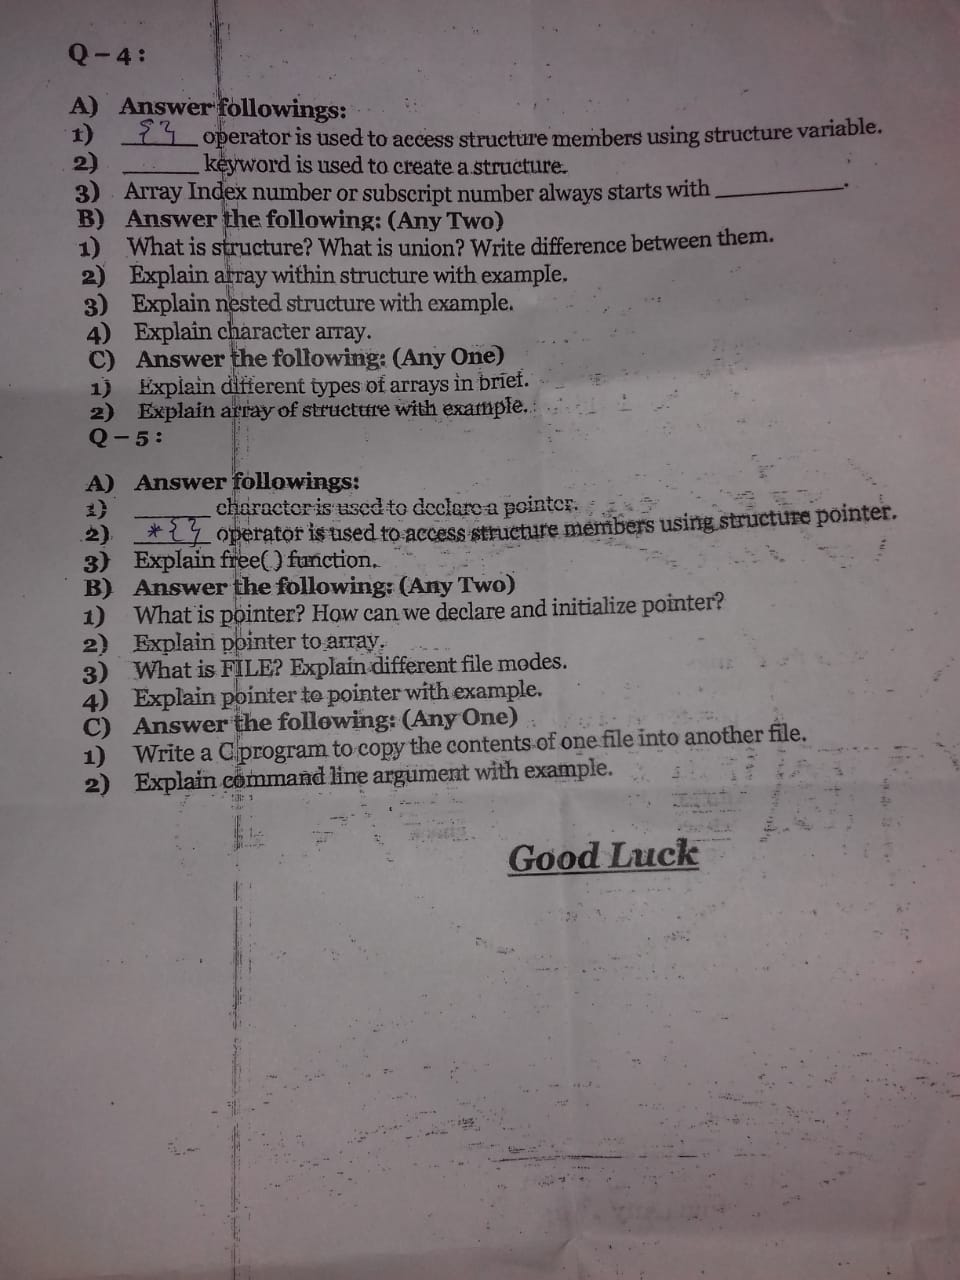 Q – 4 :
A) Answer followings:
1) {} operator is used to access structure members using structure variable.
2) ______ keyword is used to create a structure.
3) Array Index number or subscript number always starts with __________.
B) Answer the following: (Any Two)
1) What is structure? What is union? Write difference between them.
2) Explain array within structure with example.
3) Explain nested structure with example.
4) Explain character array.
C) Answer the following: (Any One)
1) Explain different types of arrays in brief.
2) Explain array of structure with example.
Q – 5 :
A) Answer followings:
1) ______ character is used to declare a pointer.
2) *{} operator is used to access structure members using structure pointer.
3) Explain free( ) function.
B) Answer the following: (Any Two)
1) What is pointer? How can we declare and initialize pointer?
2) Explain pointer to array.
3) What is FILE? Explain different file modes.
4) Explain pointer to pointer with example.
C) Answer the following: (Any One)
1) Write a C program to copy the contents of one file into another file.
2) Explain command line argument with example.
Good Luck